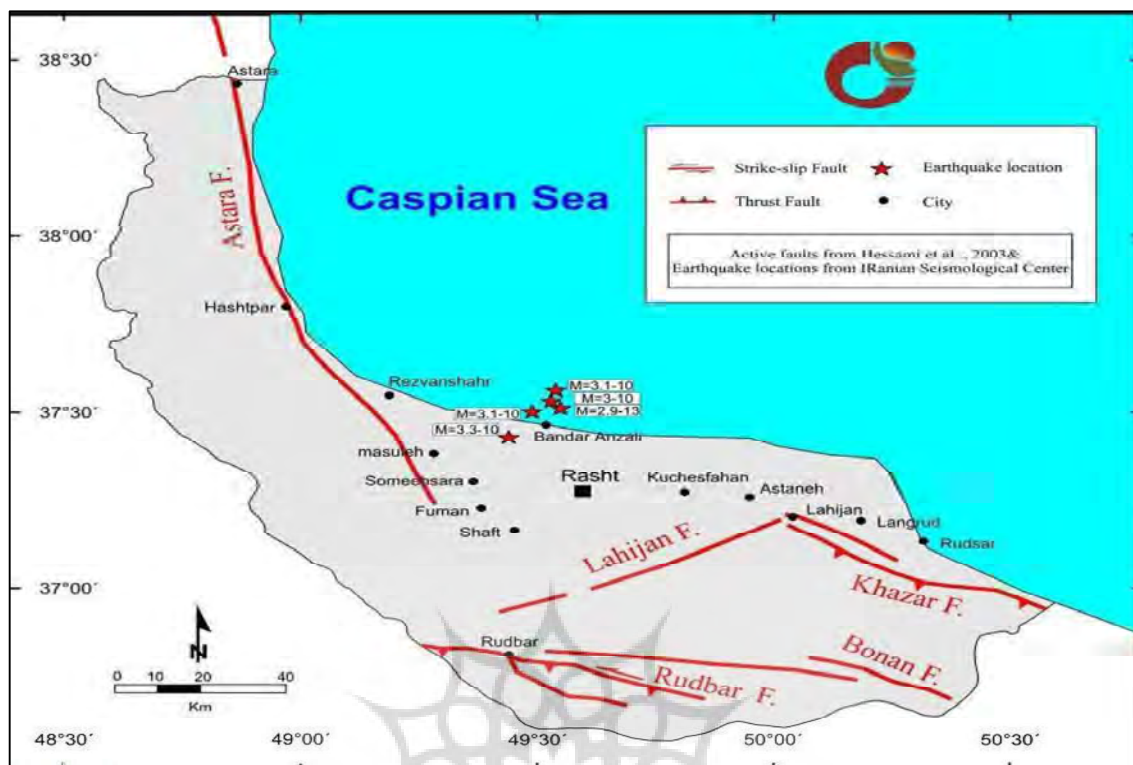 38°30´
Astara
Strike-slip Fault
Earthquake location
Thrust Fault
City
Active faults from Hessami et al., 2003&
Earthquake locations from IRanian Seismological Center
Caspian Sea
Astara F.
38°00´
Hashtpar
Rezvanshahr
M=3.1-10
M=3-10
M=2.9-13
M=3.1-10
37°30´
M=3.3-10
Bandar Anzali
masuleh
Rasht
Someehsara
Kuchesfahan
Astaneh
Fuman
Lahijan
Langrud
Shaft
Rudsar
Lahijan F.
37°00´
Khazar F.
N
Rudbar
Bonan F.
Rudbar F.
0 10 20 40
Km
48°30´ 49°00´ 49°30´ 50°00´ 50°30´